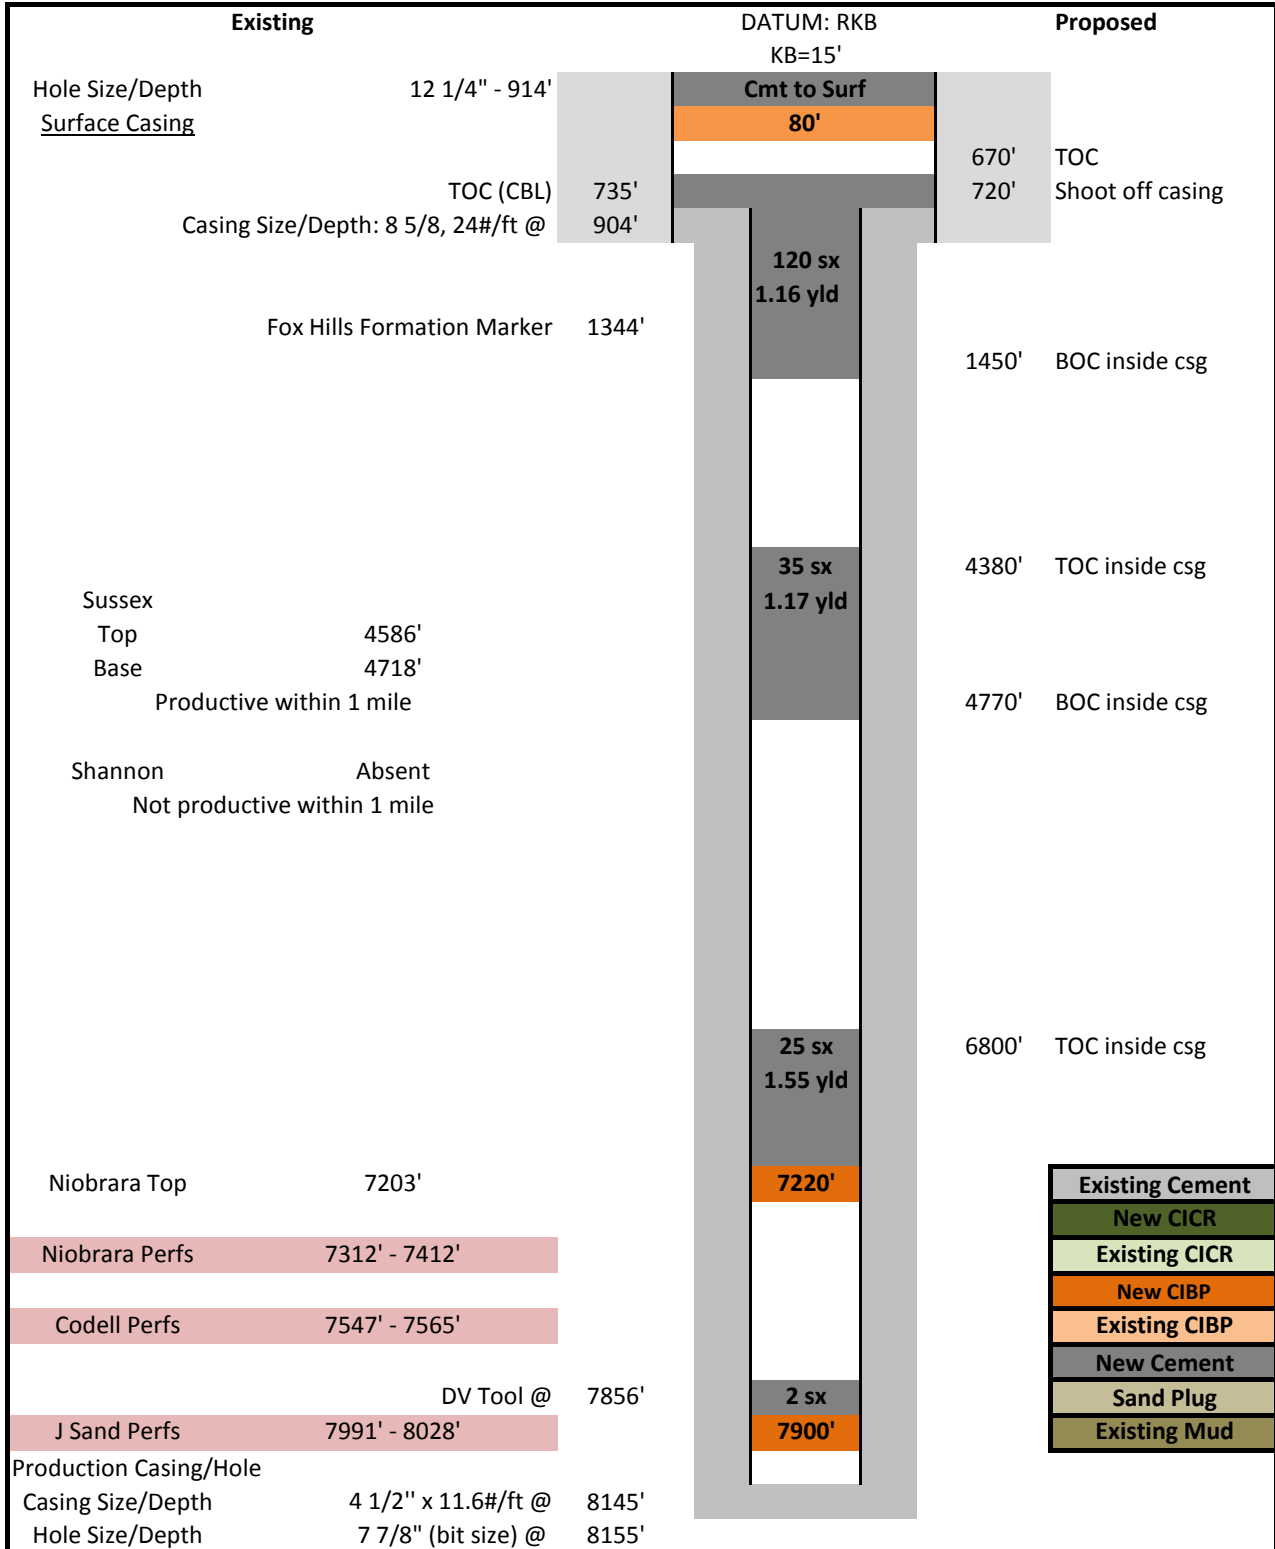 Existing DATUM: RKB Proposed
KB=15'
Hole Size/Depth 12 1/4" - 914' Cmt to Surf
Surface Casing 80'
670' TOC
TOC (CBL) 735' 720' Shoot off casing
Casing Size/Depth: 8 5/8, 24#/ft @ 904'
120 sx
1.16 yld
Fox Hills Formation Marker 1344'
1450' BOC inside csg
35 sx 4380' TOC inside csg
Sussex 1.17 yld
Top 4586'
Base 4718'
Productive within 1 mile 4770' BOC inside csg
Shannon Absent
Not productive within 1 mile
25 sx 6800' TOC inside csg
1.55 yld
Niobrara Top 7203' 7220' Existing Cement
New CICR
Niobrara Perfs 7312' - 7412' Existing CICR
New CIBP
Codell Perfs 7547' - 7565' Existing CIBP
New Cement
DV Tool @ 7856' 2 sx Sand Plug
J Sand Perfs 7991' - 8028' 7900' Existing Mud
Production Casing/Hole
Casing Size/Depth 4 1/2'' x 11.6#/ft @ 8145'
Hole Size/Depth 7 7/8" (bit size) @ 8155'